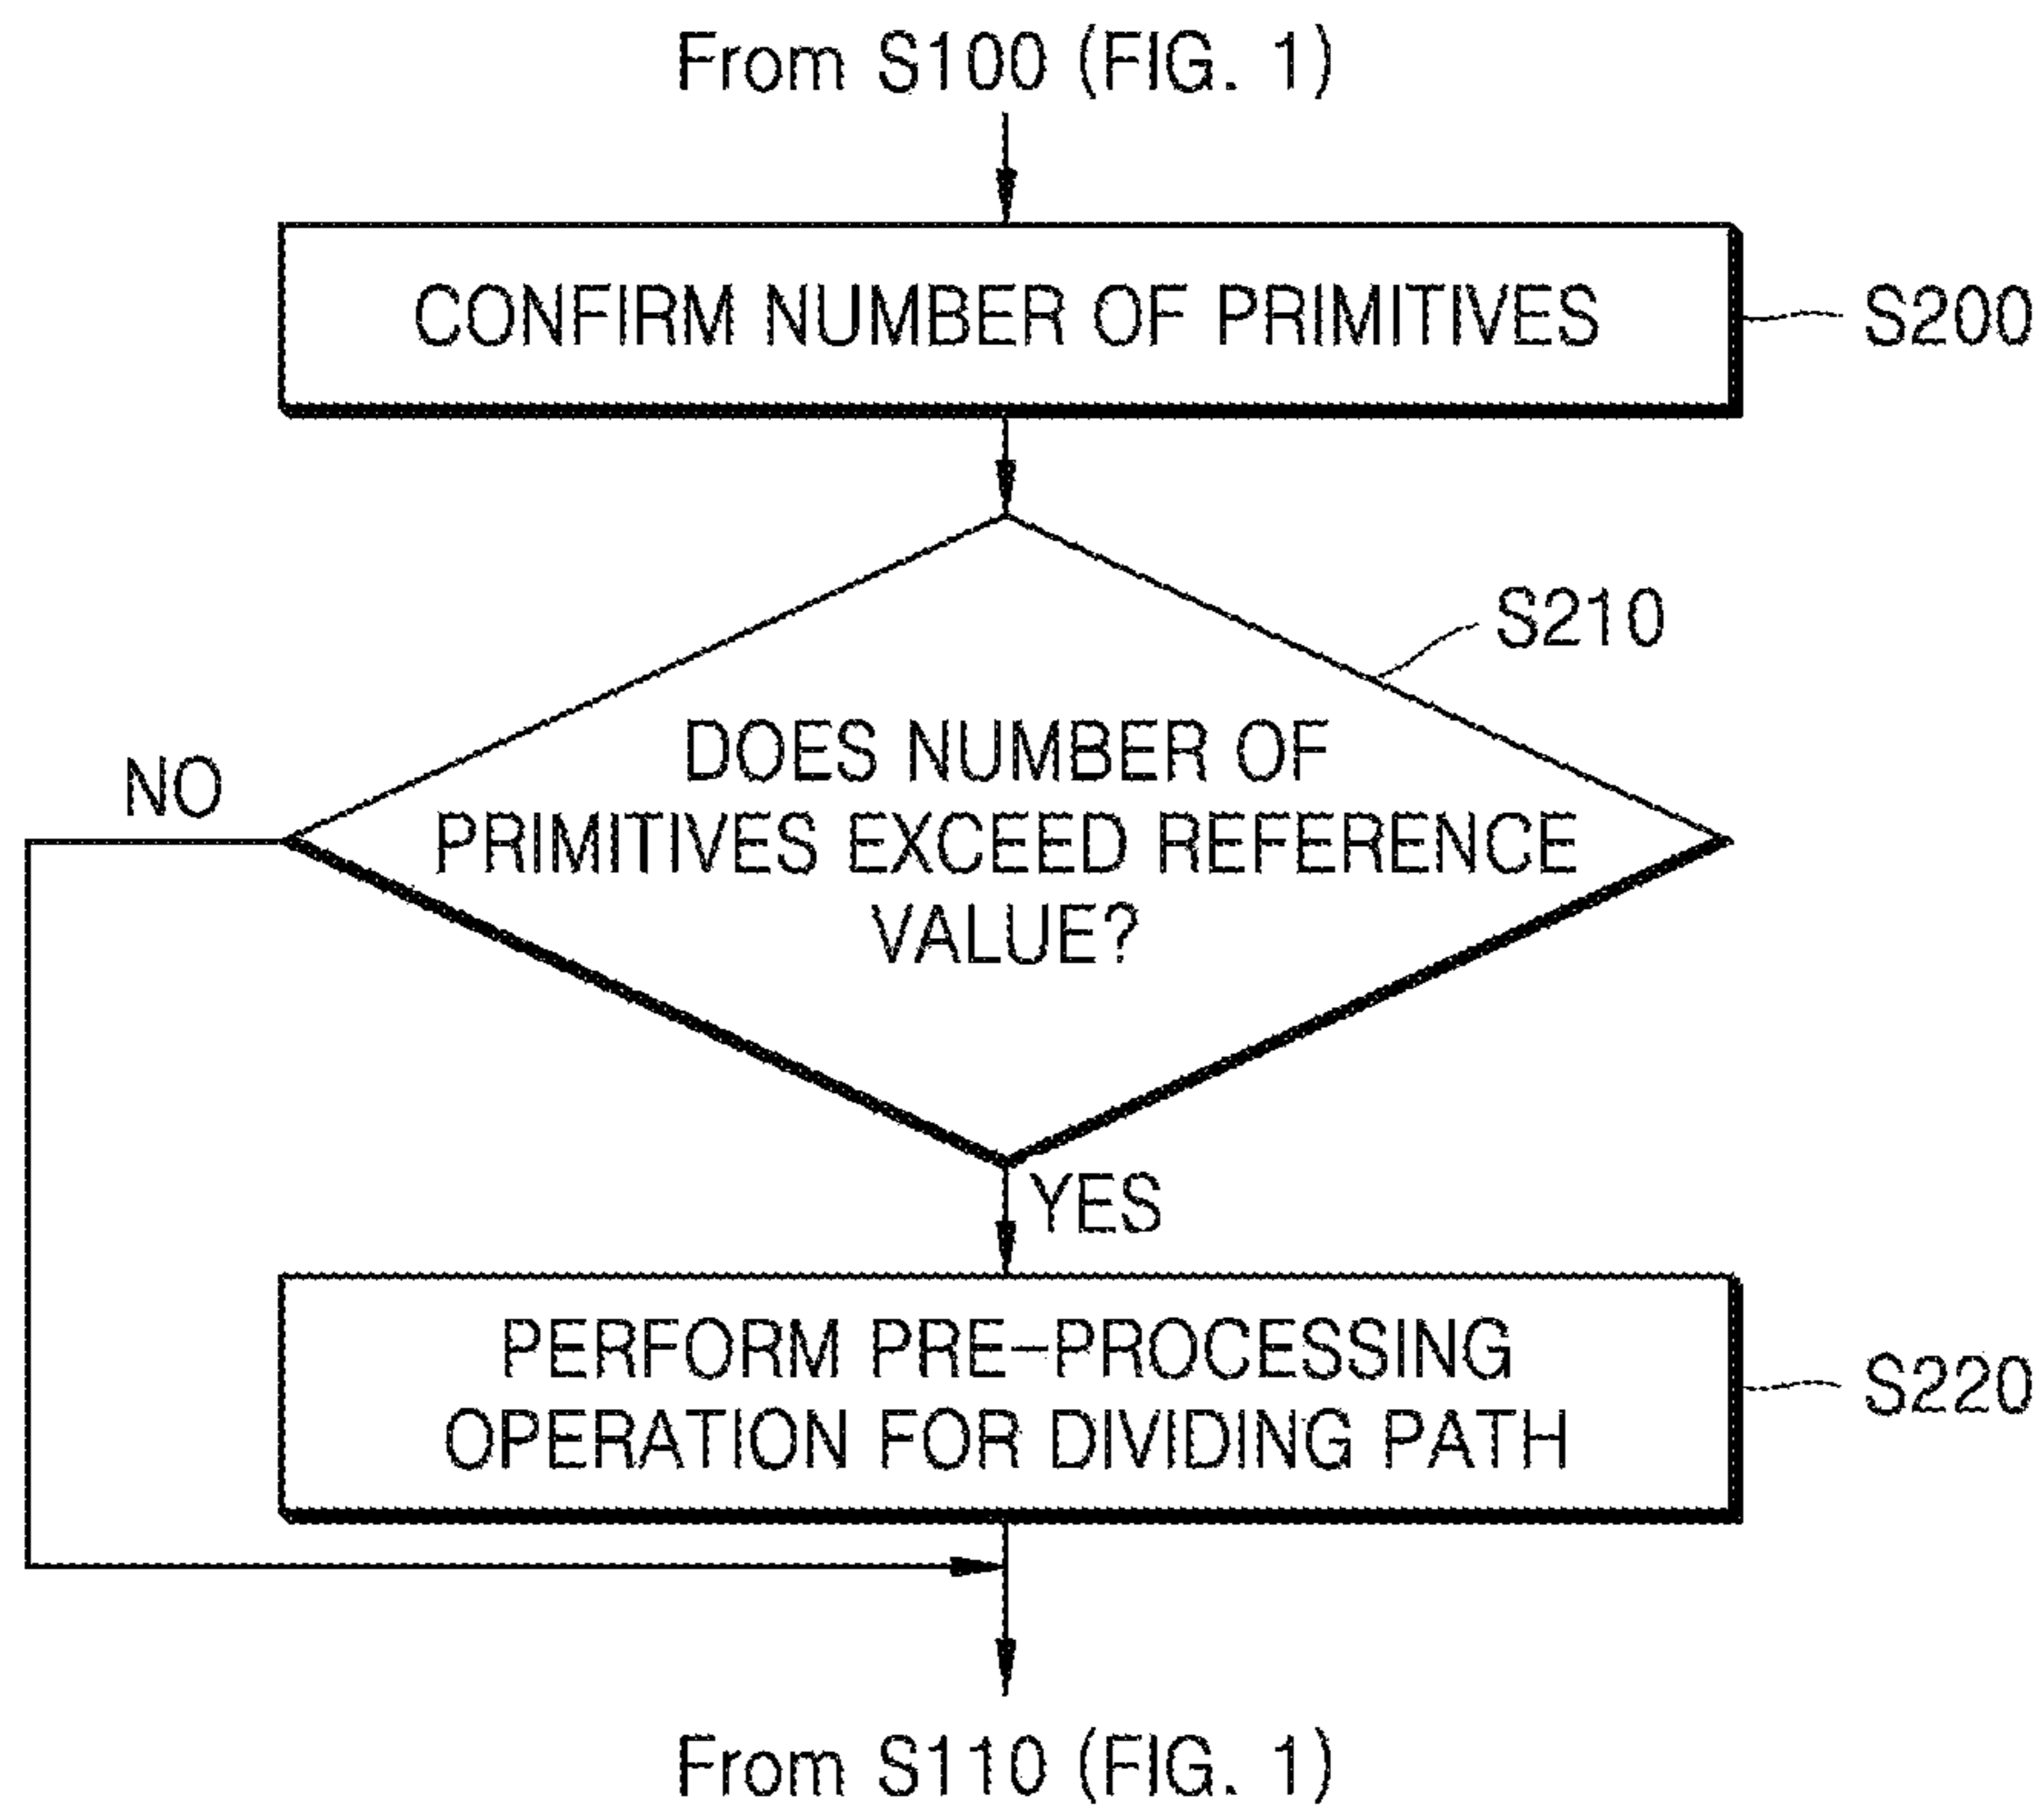 From S100 (FIG. 1)
CONFIRM NUMBER OF PRIMITIVES
S200
S210
DOES NUMBER OF
PRIMITIVES EXCEED REFERENCE
VALUE?
NO
YES
PERFORM PRE-PROCESSING
OPERATION FOR DIVIDING PATH
S220
From S110 (FIG. 1)